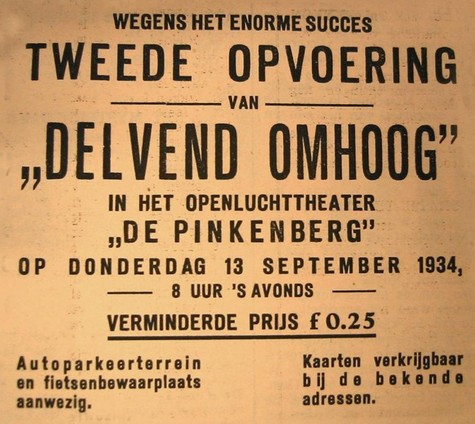 WEGENS HET ENORME SUCCES
TWEEDE OPVOERING
VAN
„DELVEND OMHOOG”
IN HET OPENLUCHTTHEATER
„DE PINKENBERG”
OP DONDERDAG 13 SEPTEMBER 1934,
8 UUR 'S AVONDS
VERMINDERDE PRIJS f 0.25
Autoparkeerterrein
en fietsenbewaarplaats
aanwezig.
Kaarten verkrijgbaar
bij de bekende
adressen.